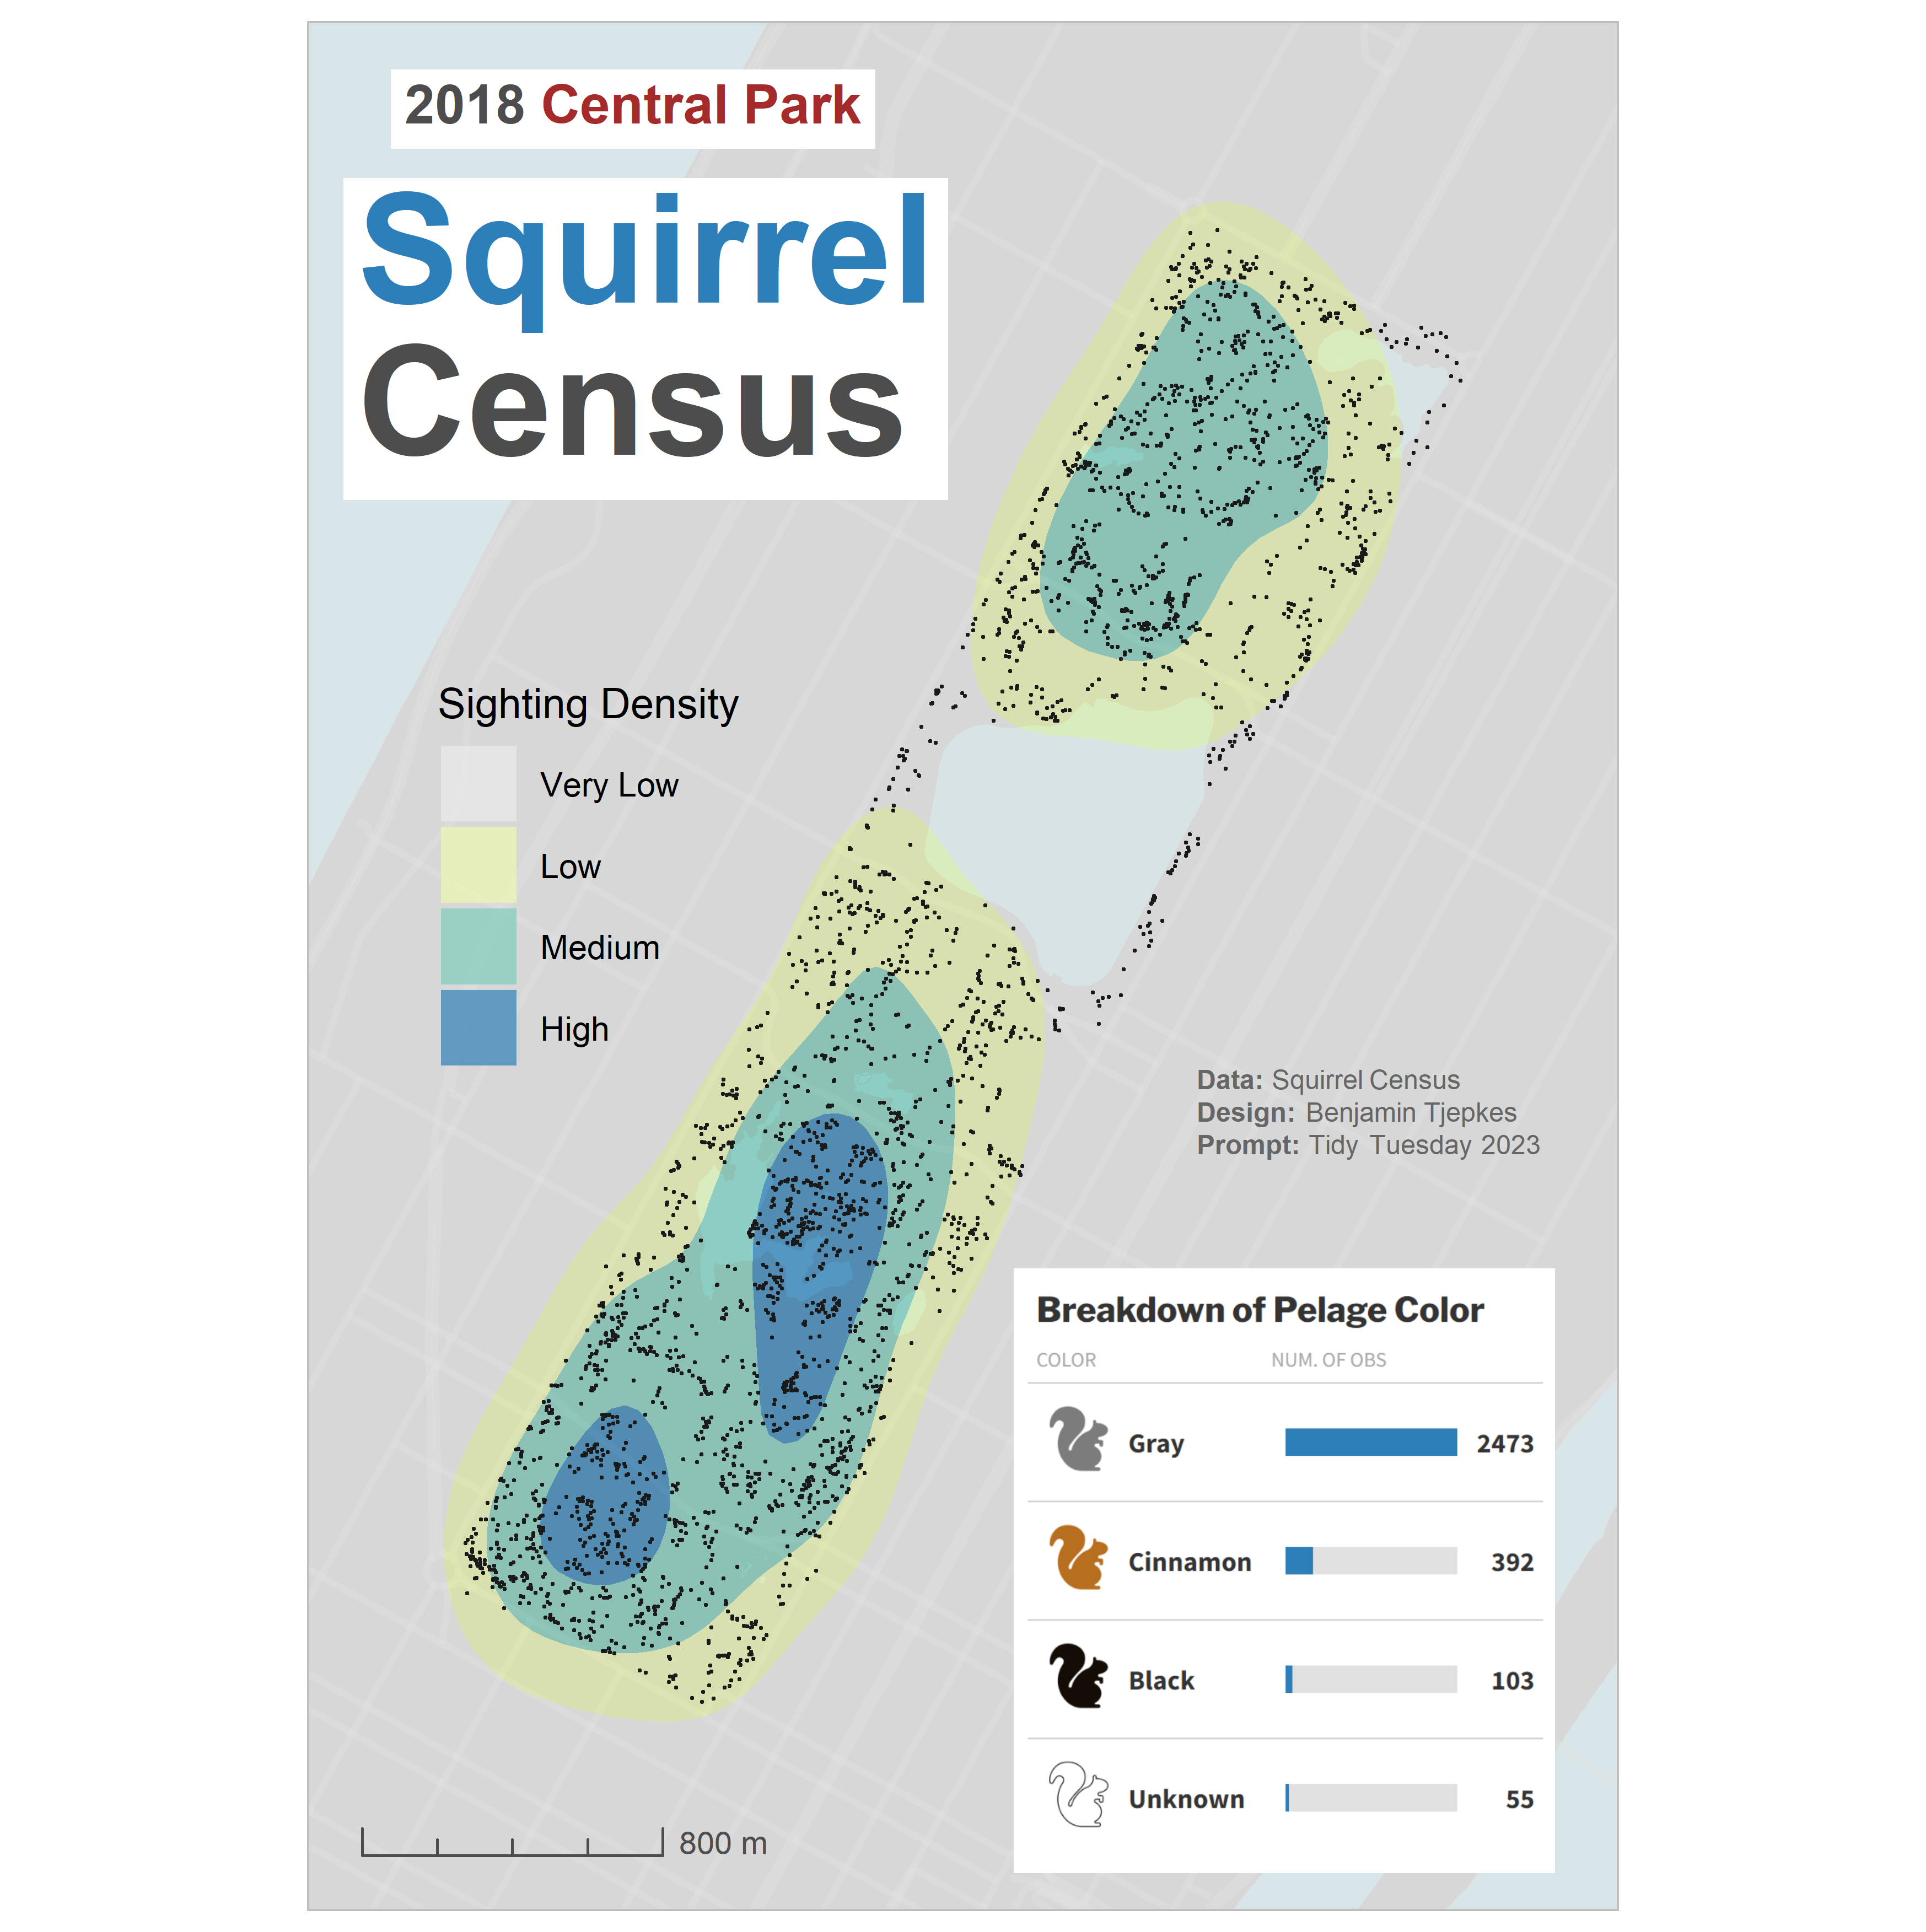 2018 Central Park
Squirrel
Census
Sighting Density
Very Low
Low
Medium
High
Data: Squirrel Census
Design: Benjamin Tjepkes
Prompt: Tidy Tuesday 2023
Breakdown of Pelage Color
COLOR NUM. OF OBS
Gray 2473
Cinnamon 392
Black 103
Unknown 55
800 m